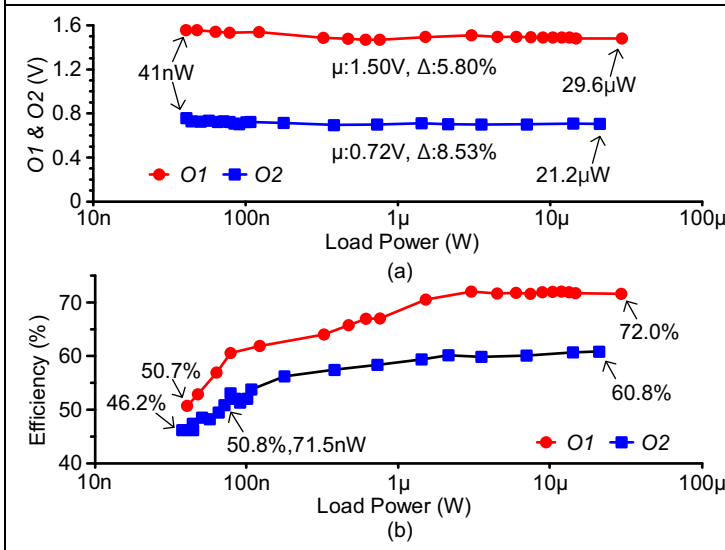 1.6
1.2
0.8
0.4
0
O1 & O2 (V)
41nW
µ:1.50V, Δ:5.80%
29.6µW
µ:0.72V, Δ:8.53%
21.2µW
O1 O2
10n 100n 1µ 10µ 100µ
Load Power (W)
(a)
70
60
50
40
Efficiency (%)
50.7%
46.2%
72.0%
60.8%
50.8%,71.5nW
O1 O2
10n 100n 1µ 10µ 100µ
Load Power (W)
(b)